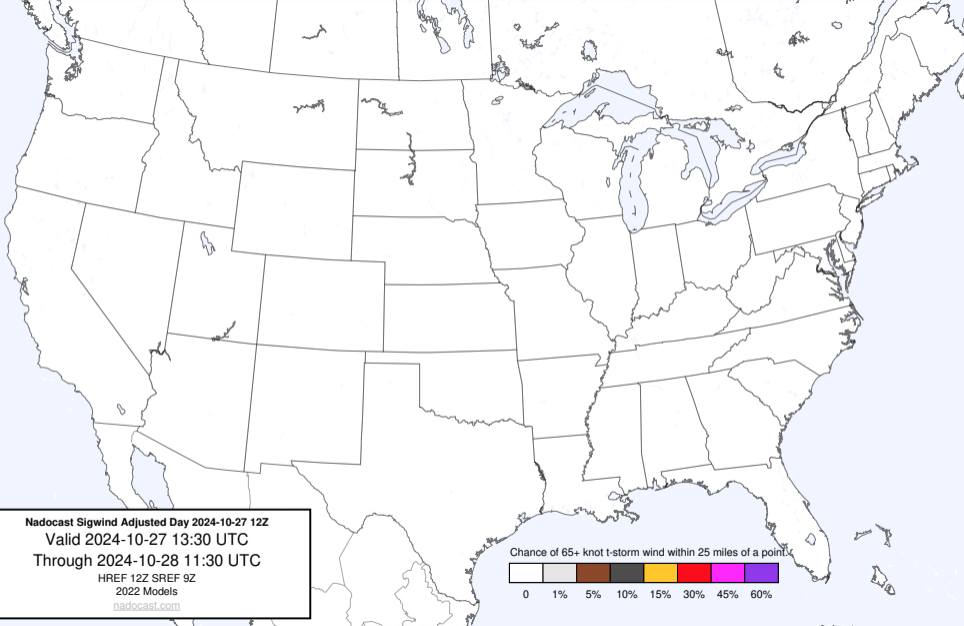 Nadocast Sigwind Adjusted Day 2024-10-27 12Z
Valid 2024-10-27 13:30 UTC
Through 2024-10-28 11:30 UTC
HREF 12Z SREF 9Z
2022 Models
nadocast.com
Chance of 65+ knot t-storm wind within 25 miles of a point.
0 1% 5% 10% 15% 30% 45% 60%